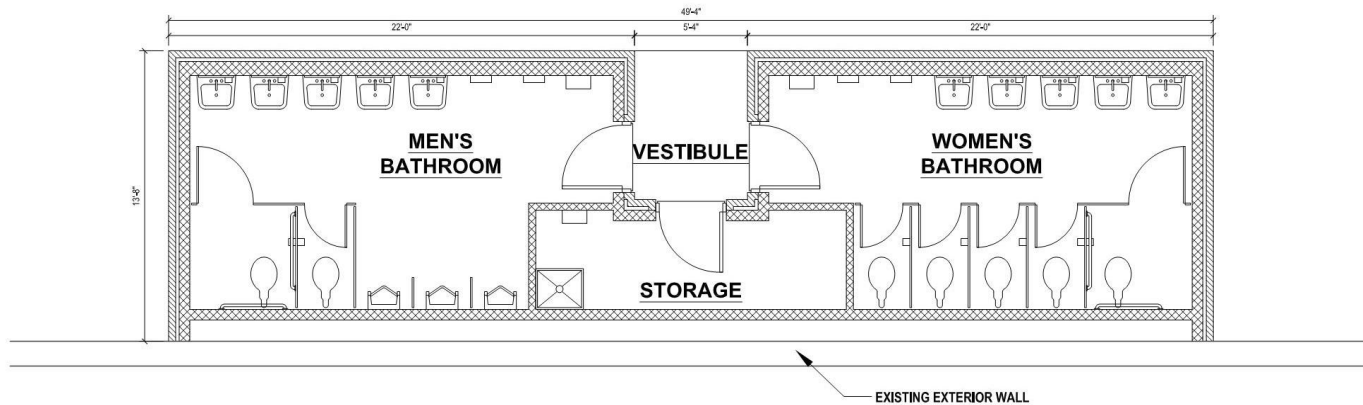 49'-4"
22'-0"
5'-4"
22'-0"
13'-8"
MEN'S
BATHROOM
VESTIBULE
WOMEN'S
BATHROOM
STORAGE
EXISTING EXTERIOR WALL